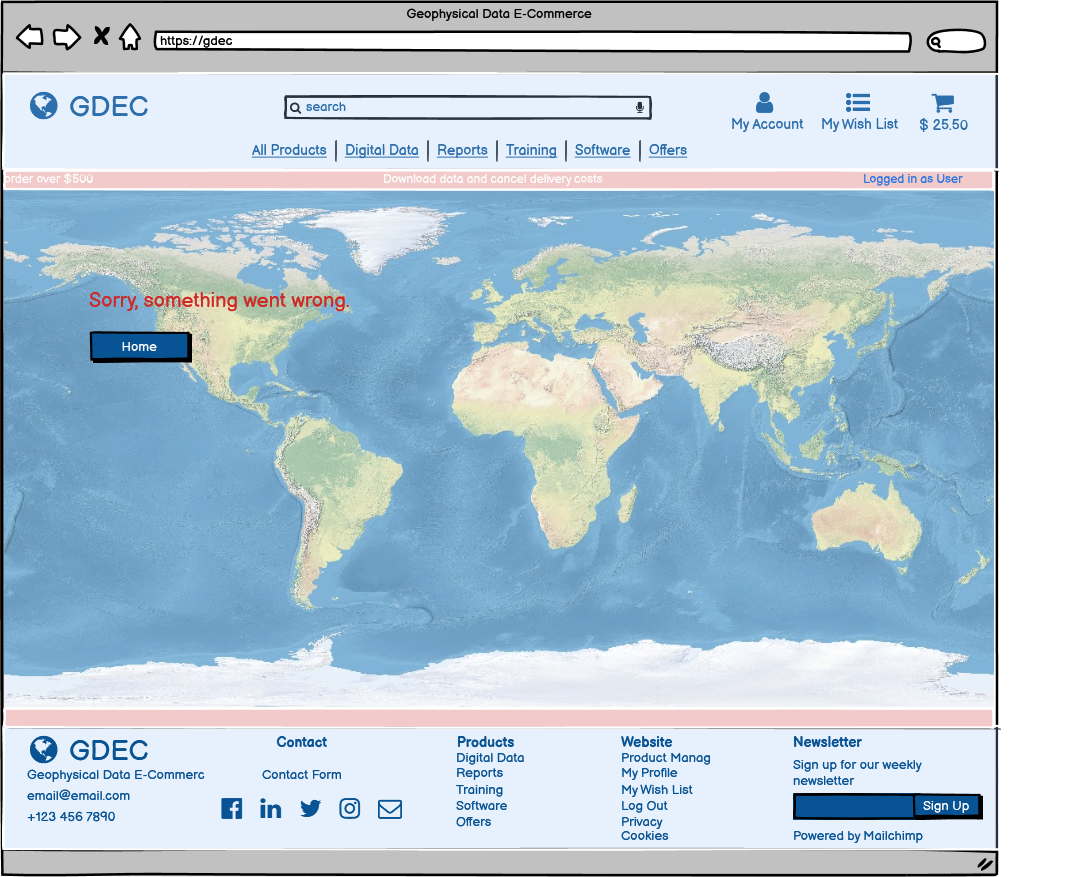 Geophysical Data E-Commerce
https://gdec
GDEC
search
My Account
My Wish List
$ 25.50
All Products | Digital Data | Reports | Training | Software | Offers
order over $500
Download data and cancel delivery costs
Logged in as User
Sorry, something went wrong.
Home
GDEC
Geophysical Data E-Commerc
email@email.com
+123 456 7890
Contact
Contact Form
Products
Digital Data
Reports
Training
Software
Offers
Website
Product Manag
My Profile
My Wish List
Log Out
Privacy
Cookies
Newsletter
Sign up for our weekly
newsletter
Sign Up
Powered by Mailchimp